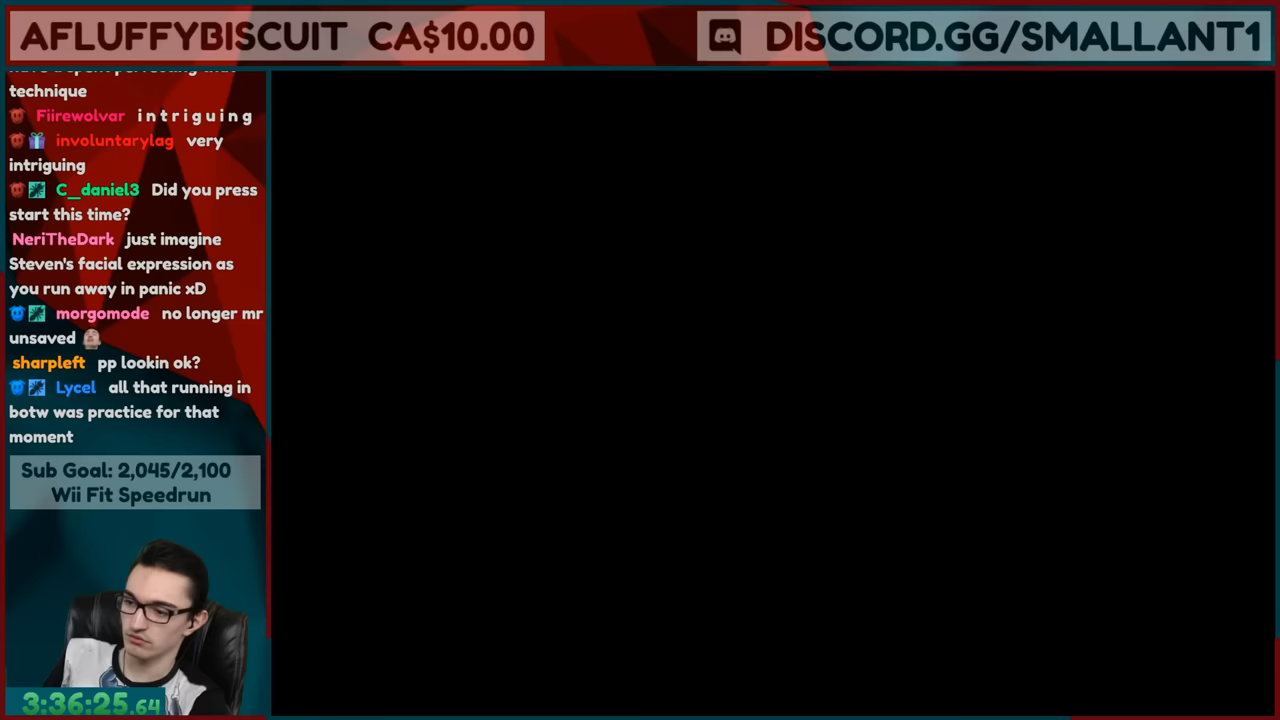 AFLUFFYBISCUIT CA$10.00
DISCORD.GG/SMALLANT1
technique
Fiirewolvar i n t r i g u i n g
involuntarylag very
intriguing
C__daniel3 Did you press
start this time?
NeriTheDark just imagine
Steven's facial expression as
you run away in panic xD
morgomode no longer mr
unsaved
sharpleft pp lookin ok?
Lycel all that running in
botw was practice for that
moment
Sub Goal: 2,045/2,100
Wii Fit Speedrun
3:36:25.64